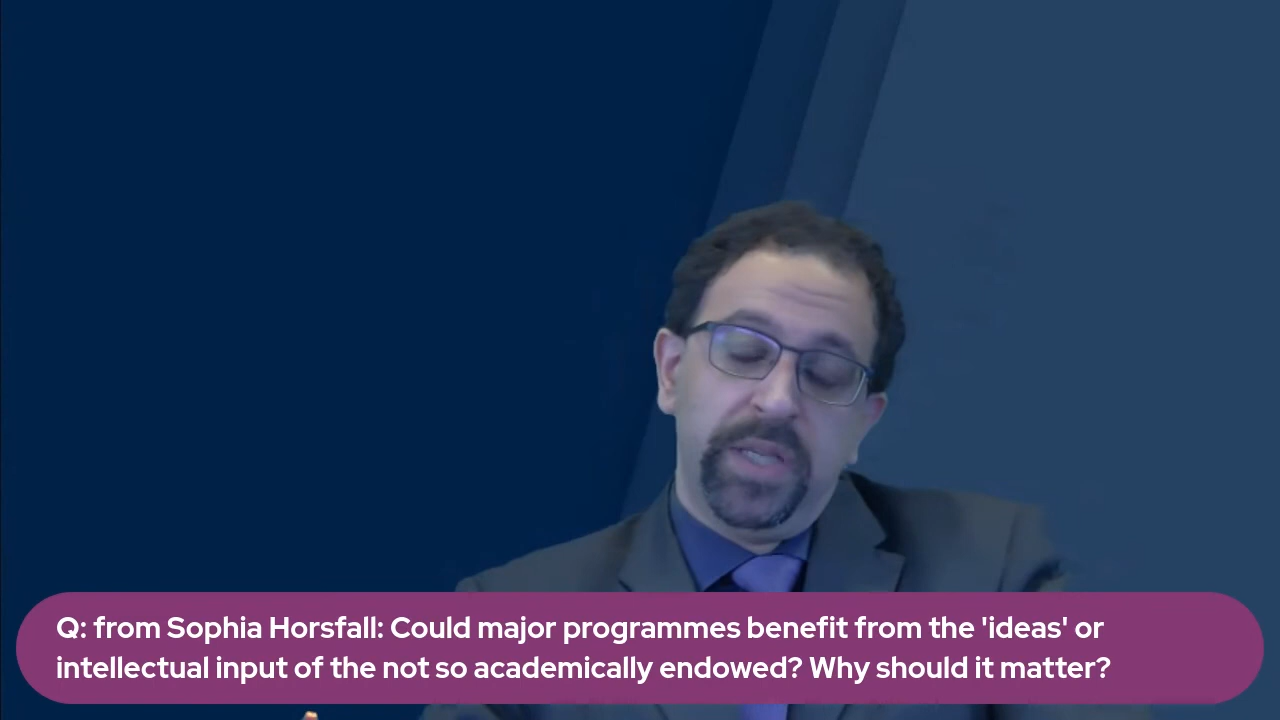 Q: from Sophia Horsfall: Could major programmes benefit from the 'ideas' or
intellectual input of the not so academically endowed? Why should it matter?